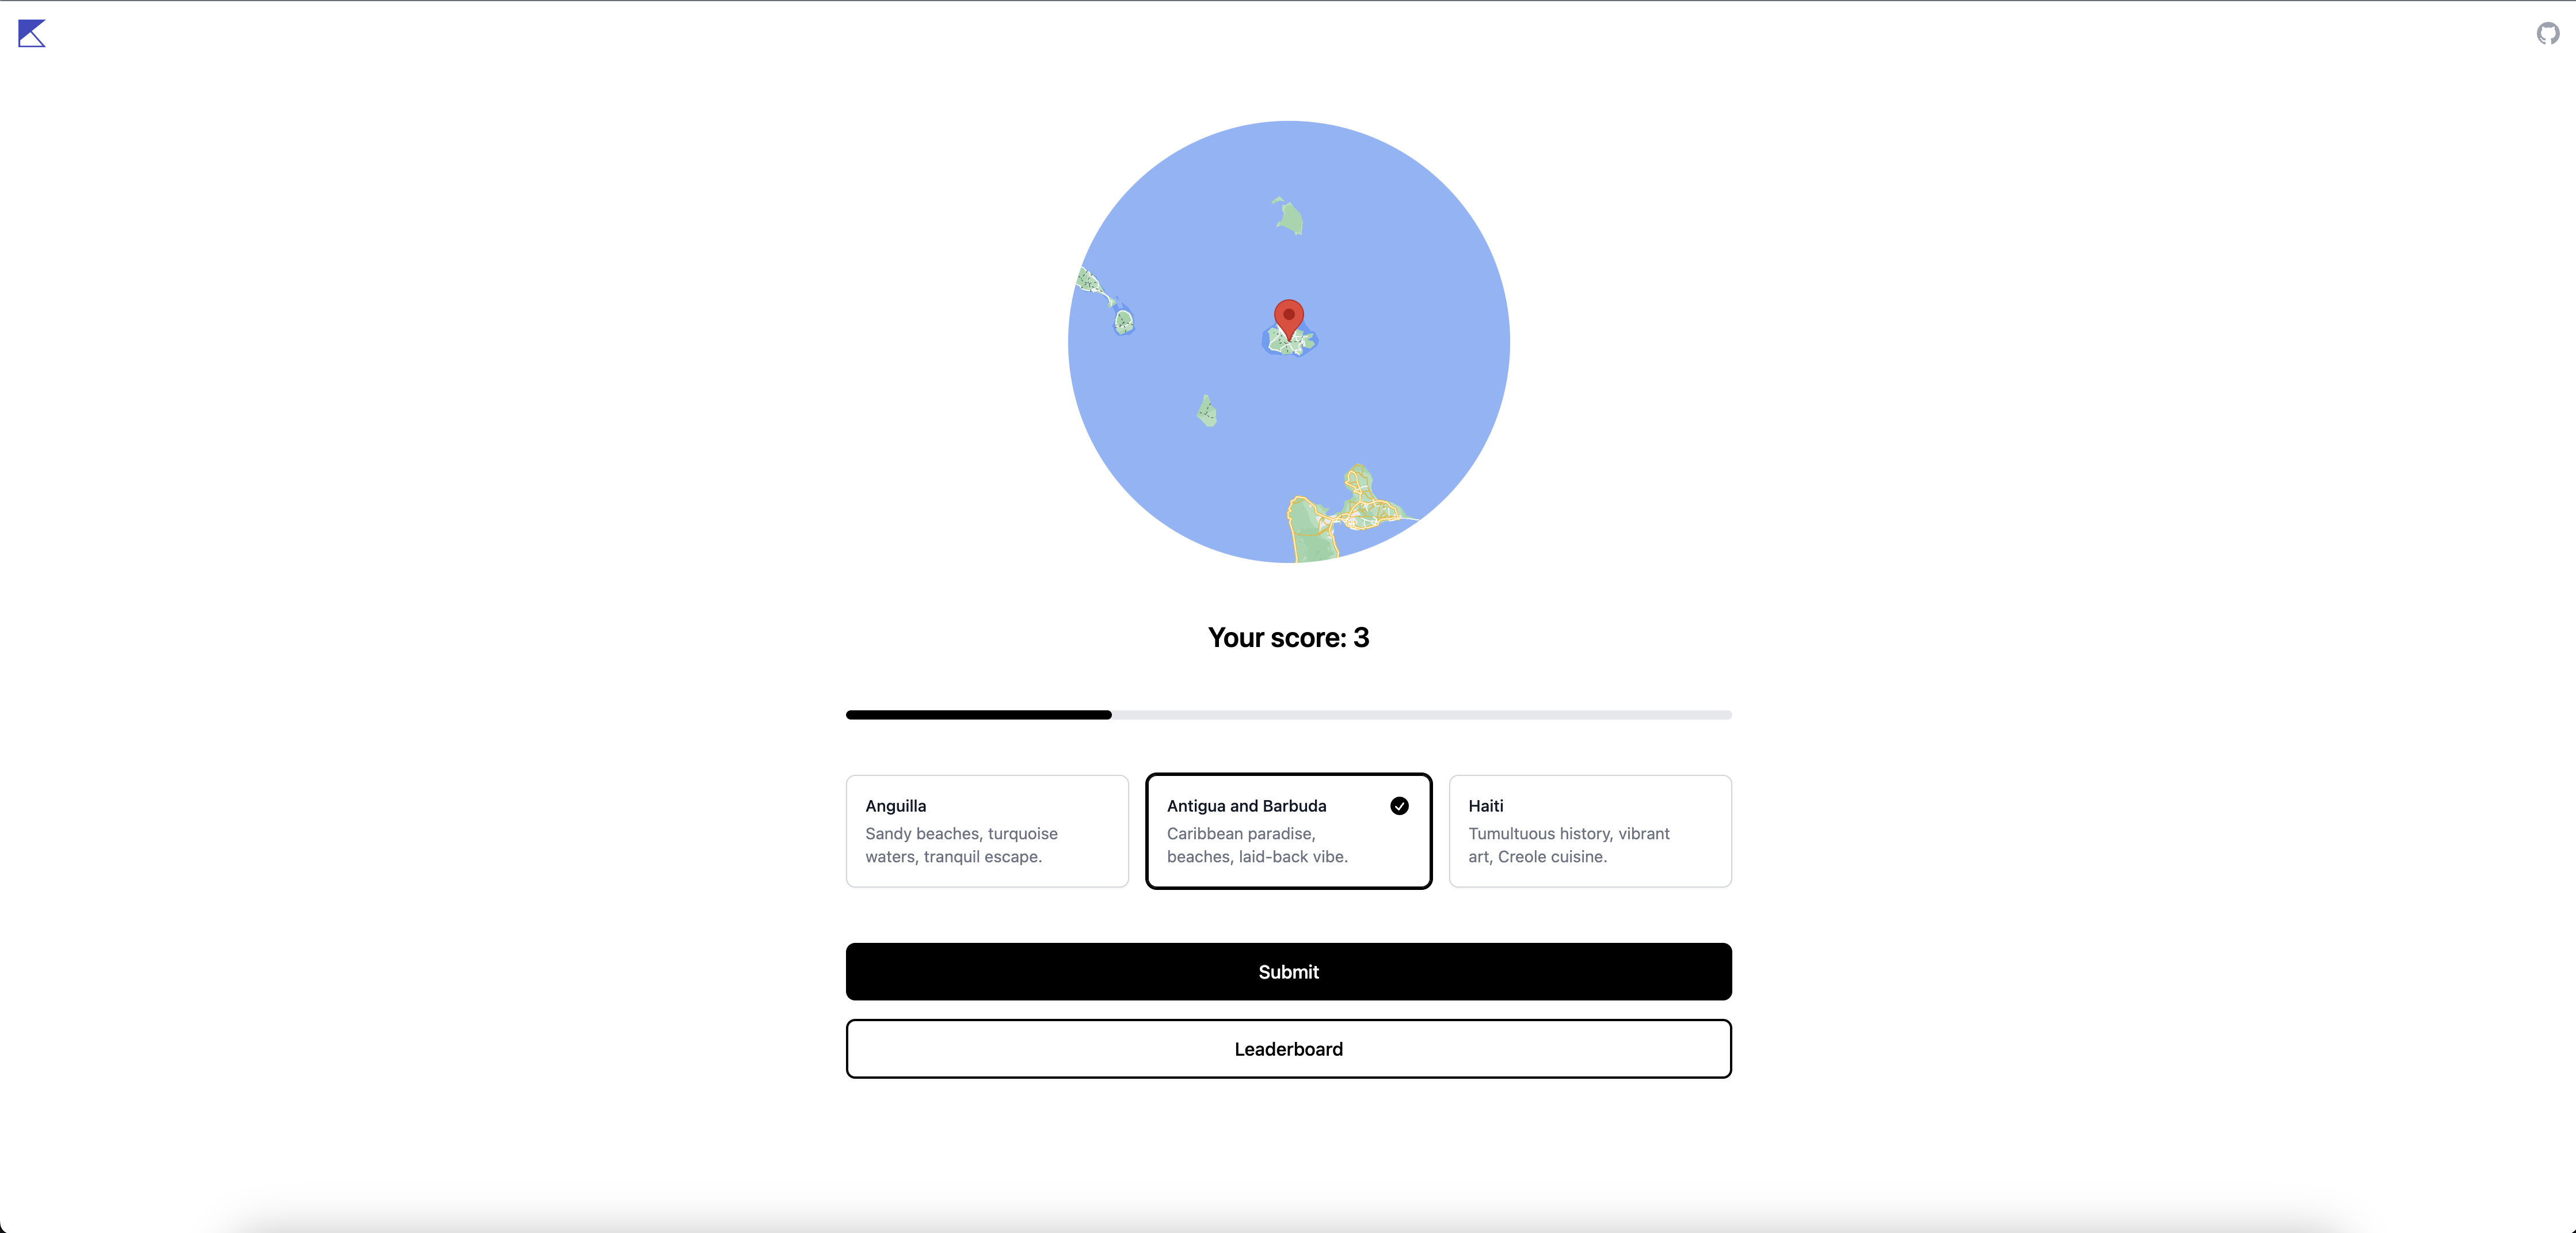 Your score: 3
Anguilla
Sandy beaches, turquoise
waters, tranquil escape.
Antigua and Barbuda
Caribbean paradise,
beaches, laid-back vibe.
Haiti
Tumultuous history, vibrant
art, Creole cuisine.
Submit
Leaderboard